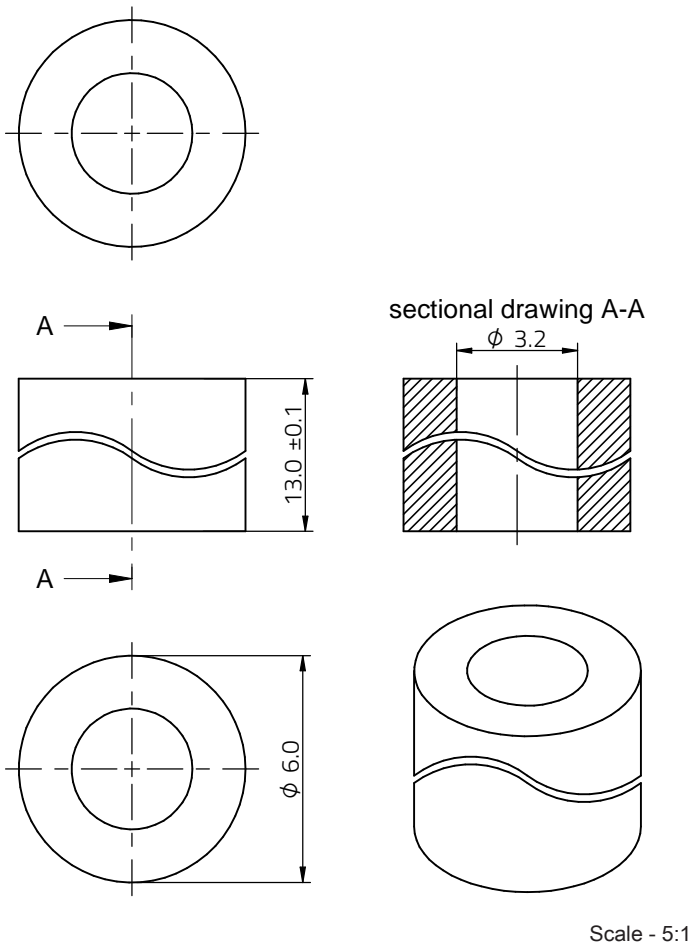 A
sectional drawing A-A
ϕ 3.2
13.0 ±0.1
A
ϕ 6.0
Scale - 5:1